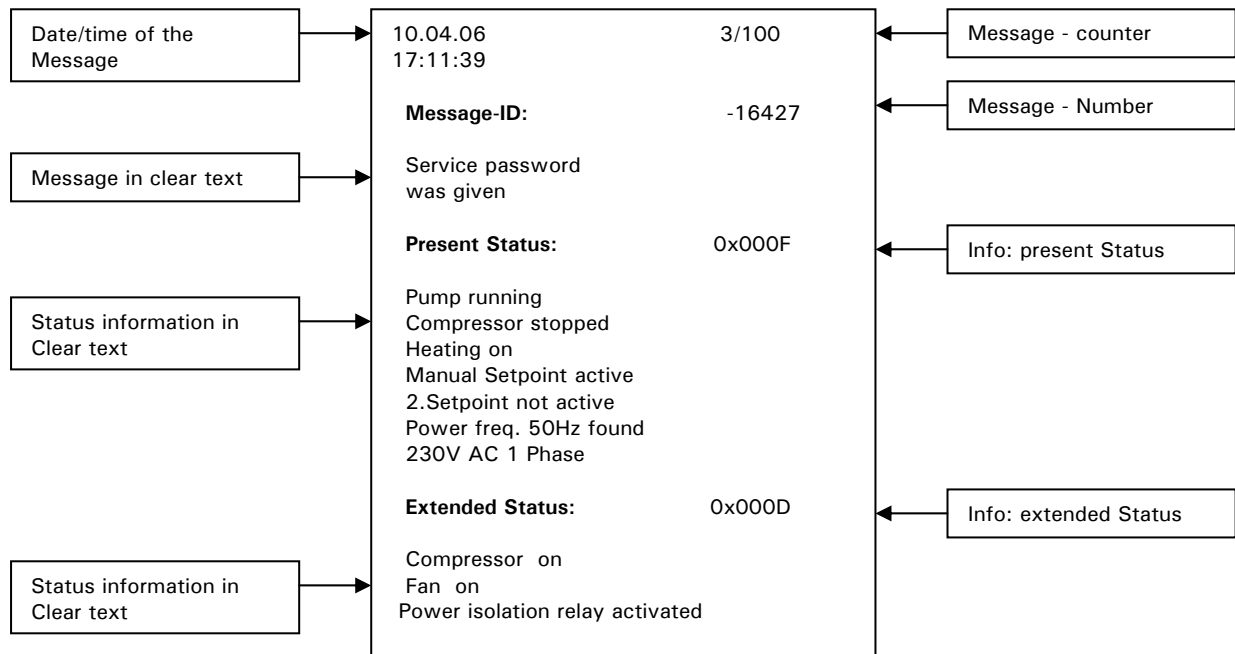 Date/time of the
Message
10.04.06 3/100
17:11:39
Message - counter
Message-ID: -16427
Message - Number
Message in clear text
Service password
was given
Present Status: 0x000F
Info: present Status
Status information in
Clear text
Pump running
Compressor stopped
Heating on
Manual Setpoint active
2.Setpoint not active
Power freq. 50Hz found
230V AC 1 Phase
Extended Status: 0x000D
Info: extended Status
Status information in
Clear text
Compressor on
Fan on
Power isolation relay activated